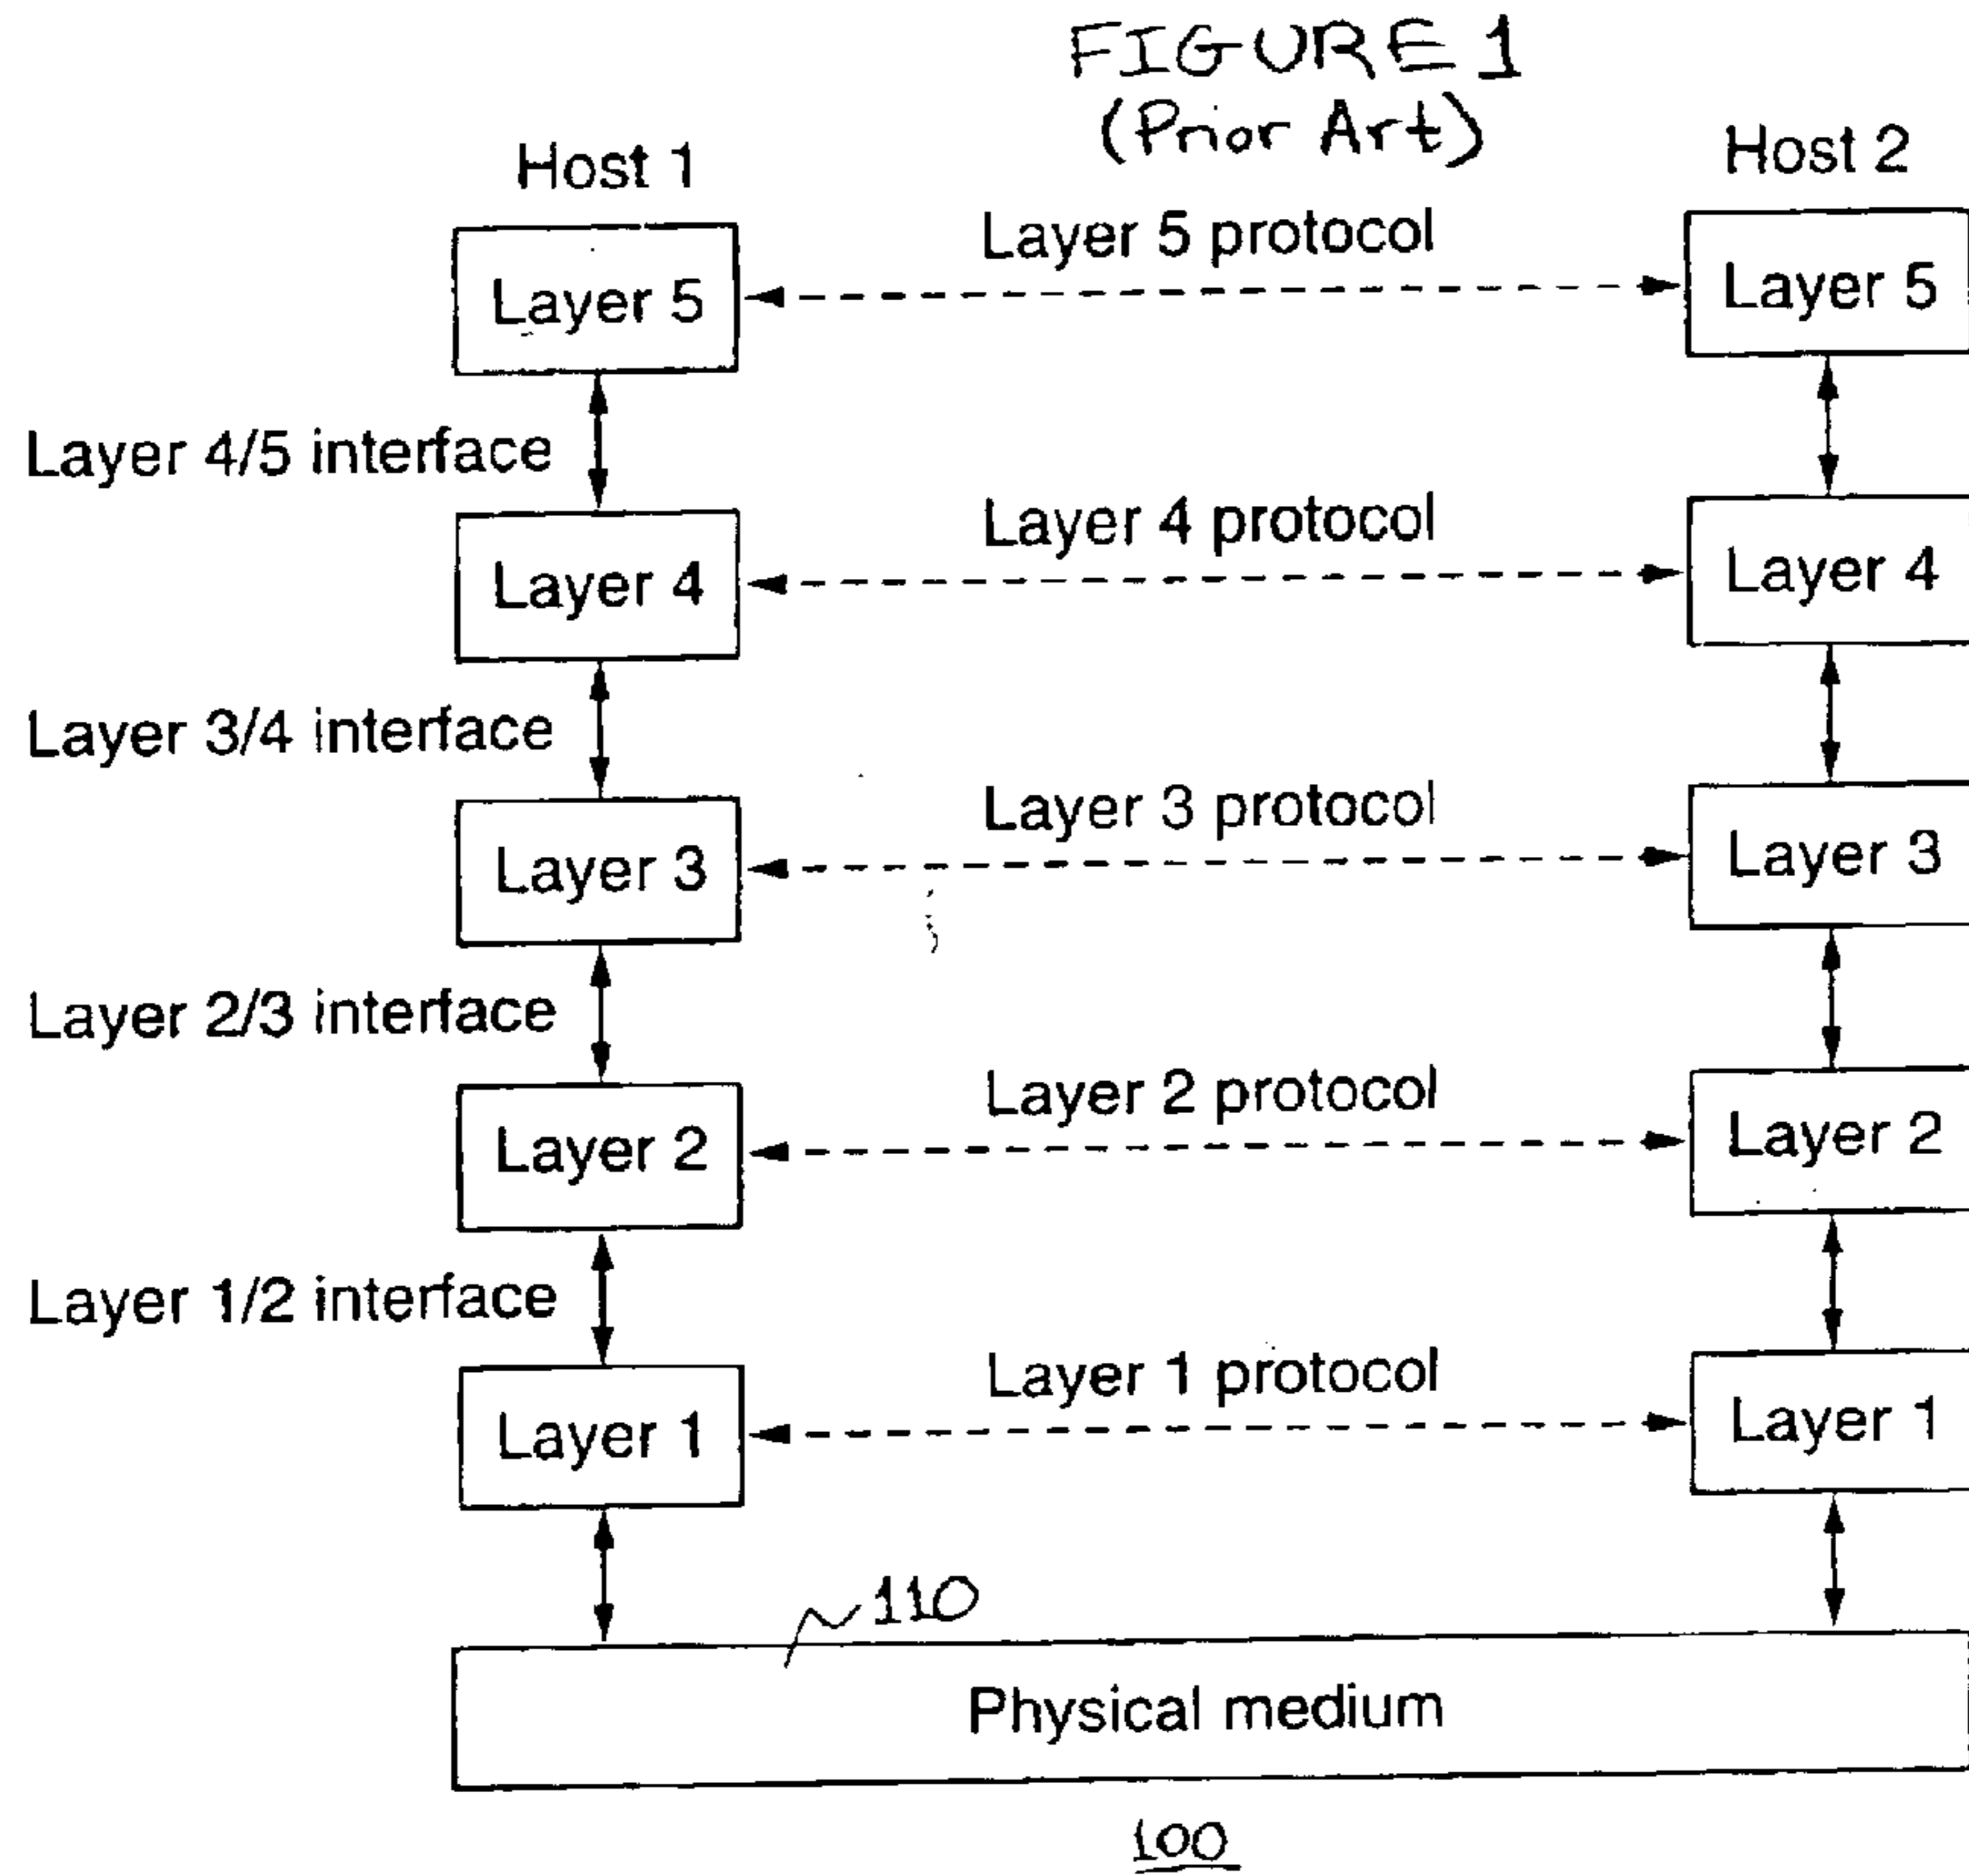 FIGURE 1
(Prior Art)
Host 1
Host 2
Layer 5 protocol
Layer 5
Layer 5
Layer 4/5 interface
Layer 4 protocol
Layer 4
Layer 4
Layer 3/4 interface
Layer 3 protocol
Layer 3
Layer 3
Layer 2/3 interface
Layer 2 protocol
Layer 2
Layer 2
Layer 1/2 interface
Layer 1 protocol
Layer 1
Layer 1
110
Physical medium
100